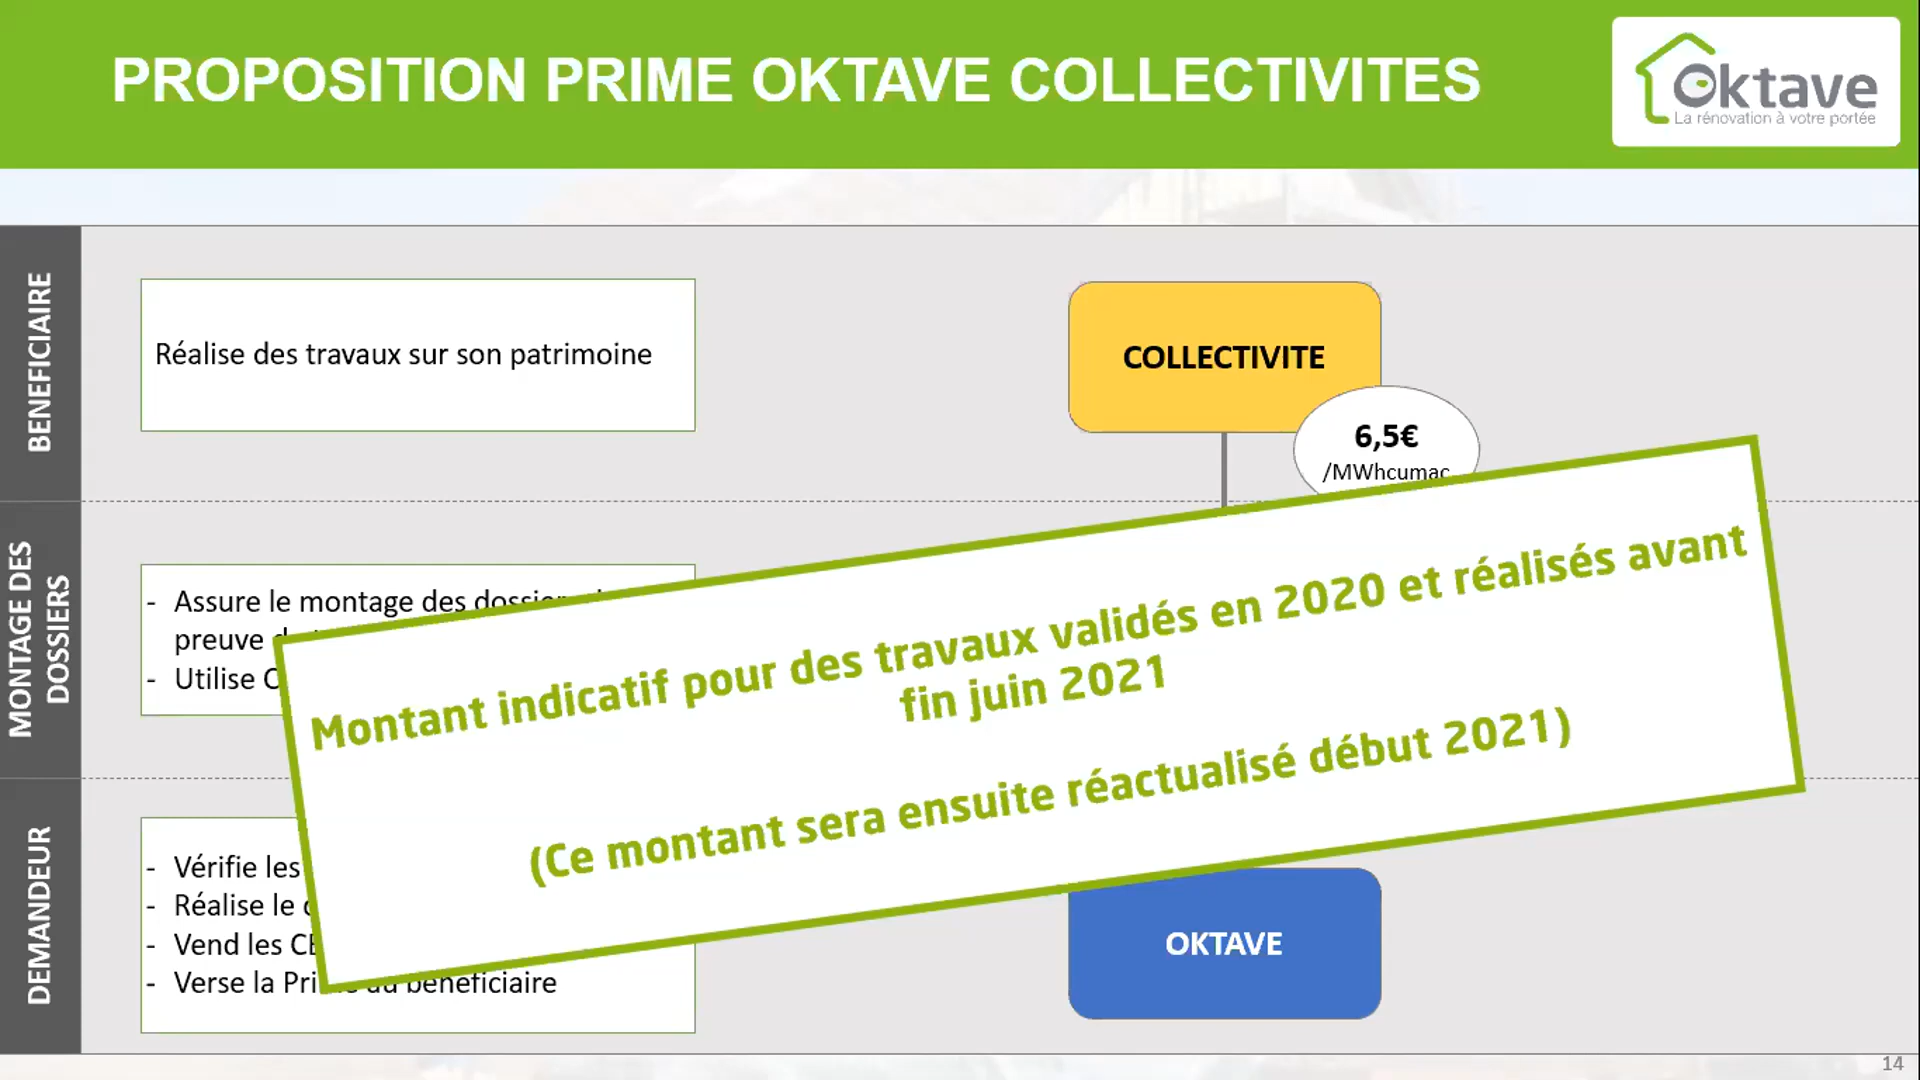 PROPOSITION PRIME OKTAVE COLLECTIVITES
Oktave
La rénovation à votre portée
BENEFICIAIRE
Réalise des travaux sur son patrimoine
COLLECTIVITE
6,5€
/MWhcumac
MONTAGE DES
DOSSIERS
- Assure le montage des
preuve
- Utilise
Montant indicatif pour des travaux validés en 2020 et réalisés avant
fin juin 2021
(Ce montant sera ensuite réactualisé début 2021)
DEMANDEUR
- Vérifie les
- Réalise le
- Vend les
- Verse la au bénéficiaire
OKTAVE
14